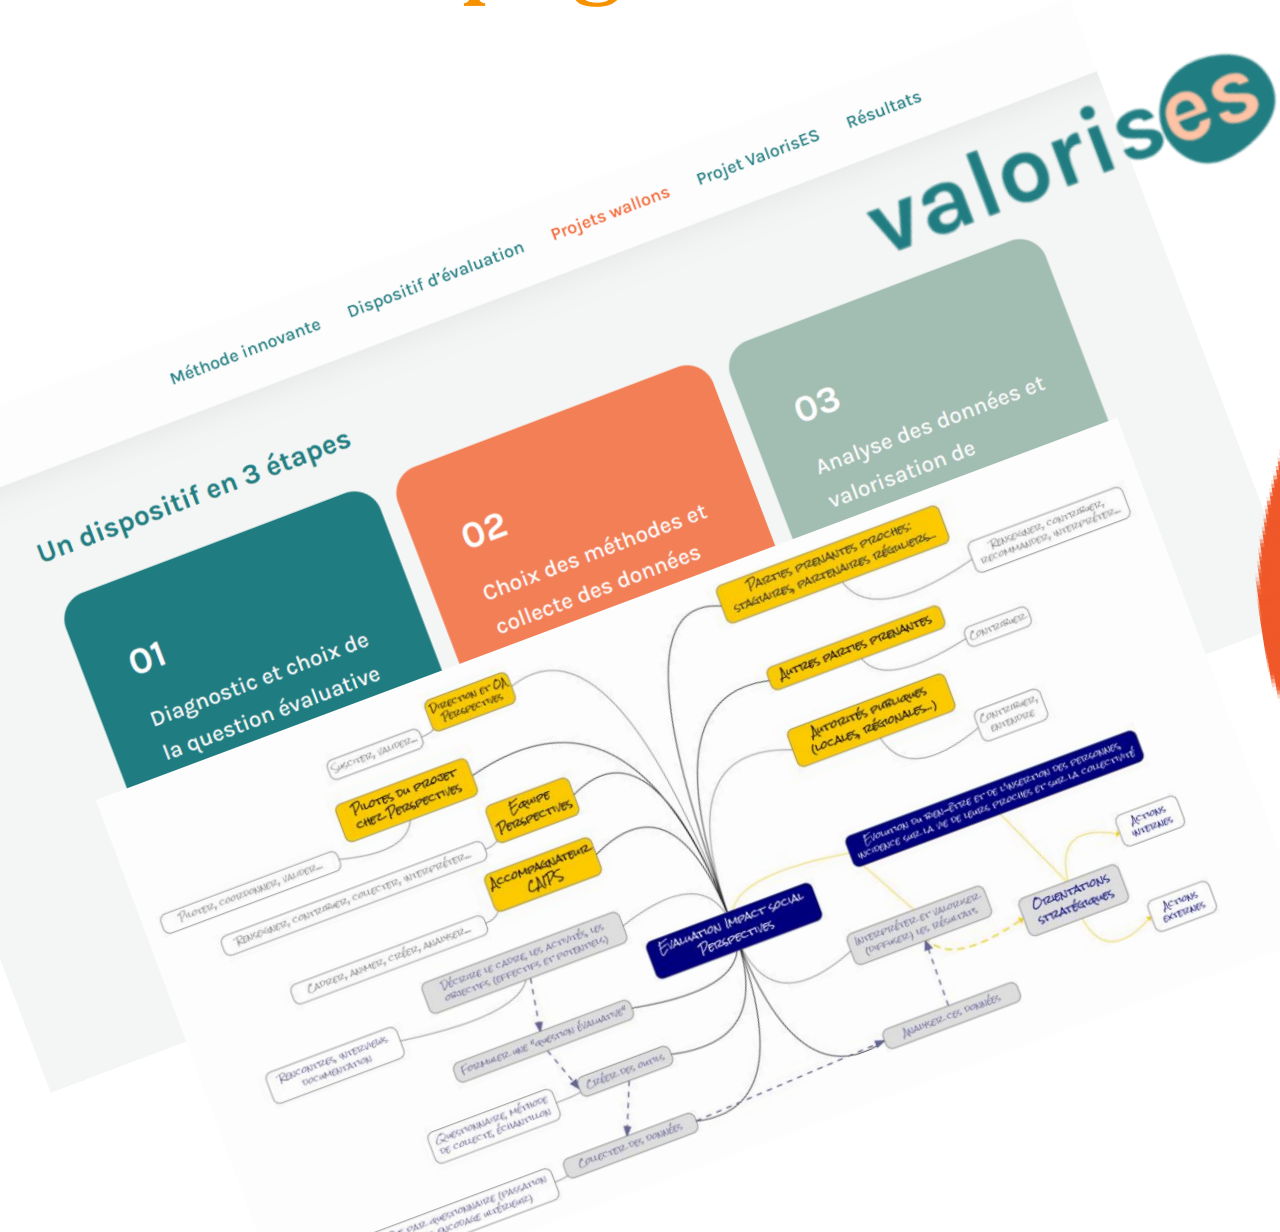 valorises
Méthode innovante
Dispositif d'évaluation
Projets wallons
Projet ValorisES
Résultats
Un dispositif en 3 étapes
01
Diagnostic et choix de
la question évaluative
02
Choix des méthodes et
collecte des données
03
Analyse des données et
valorisation de
Parties prenantes proches:
stagiaires, partenaires réguliers...
Renseigner, contribuer,
recommander, interpréter...
Autres parties prenantes
Contribuer
Autorités publiques
(locales, régionales...)
Contribuer,
entendre
Direction et OA
Perspectives
Susciter, valider...
Pilotes du projet
chez Perspectives
Piloter, coordonner, valider...
Equipe
Perspectives
Renseigner, contribuer, collecter, interpréter...
Accompagnateur
CAIPS
Cadrer, animer, créer, analyser...
Evolution du bien-être et de l'insertion des personnes,
incidence sur la vie de leurs proches et sur la collectivité
Actions
internes
Orientations
stratégiques
Actions
externes
Interpréter et valoriser
(diffuser) les résultats
Evaluation Impact social
Perspectives
Décrire le cadre, les activités, les
objectifs (effectifs et potentiels)
Rencontres, interviews
documentation
Formuler une "question évaluative"
Créer des outils
Questionnaire, méthode
de collecte, échantillon
Analyser ces données
Collecter des données
par questionnaire (passation
encodage ultérieur)